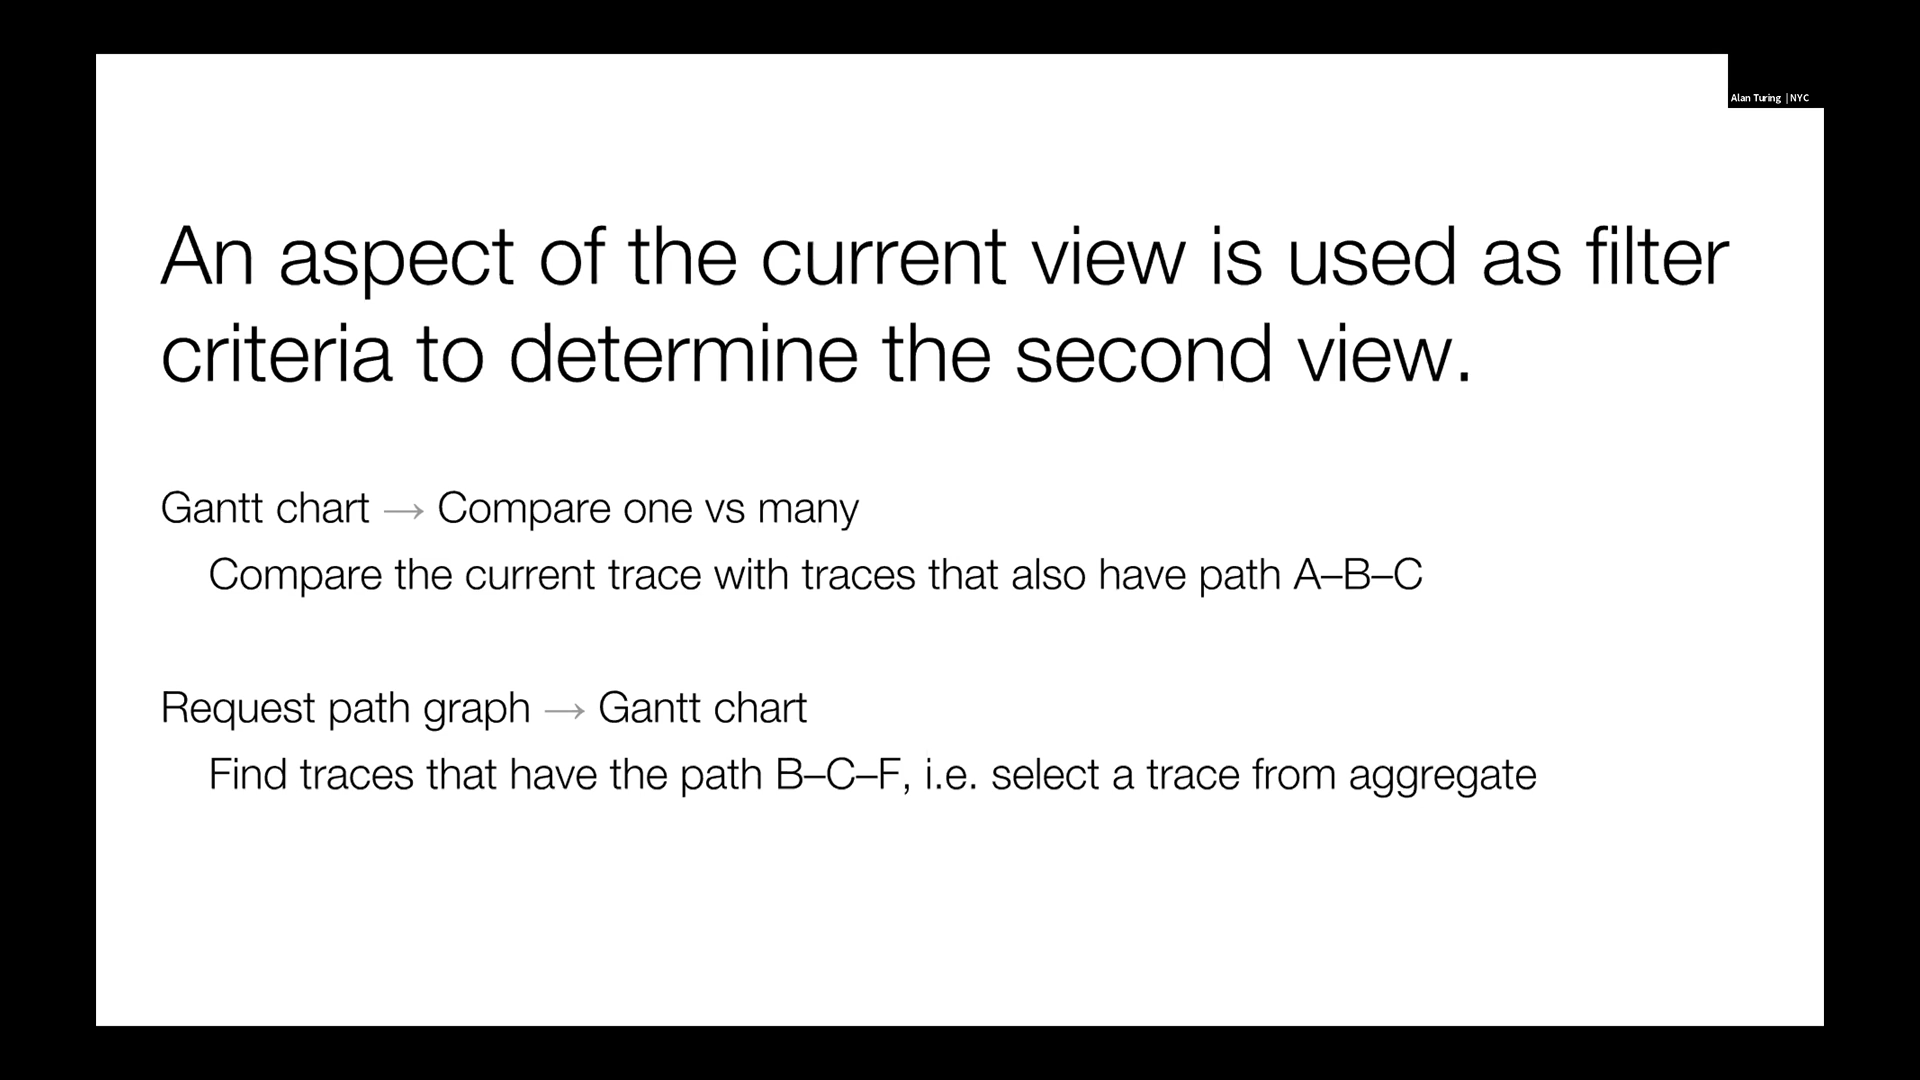 Alan Turing | NYC
An aspect of the current view is used as filter
criteria to determine the second view.
Gantt chart → Compare one vs many
Compare the current trace with traces that also have path A–B–C
Request path graph → Gantt chart
Find traces that have the path B–C–F, i.e. select a trace from aggregate